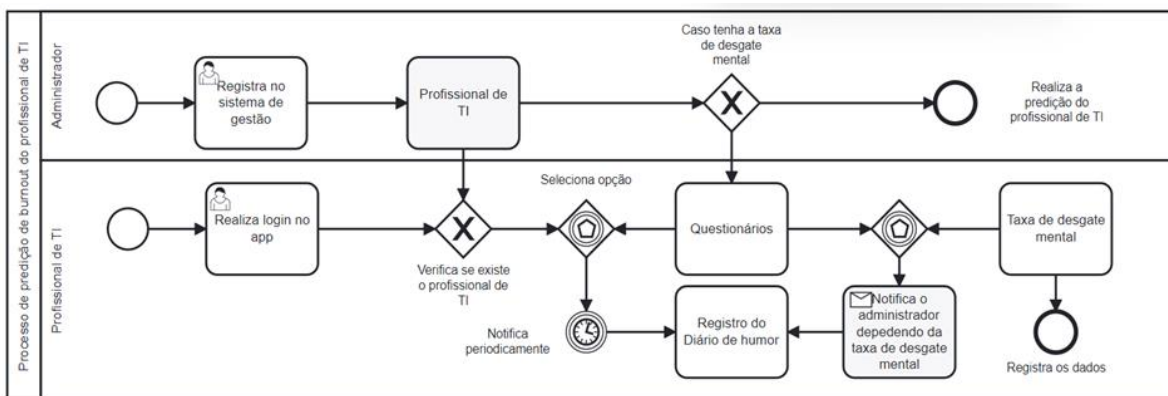 Processo de predição de burnout do profissional de TI
Administrador
Registra no
sistema de
gestão
Profissional de
TI
Caso tenha a taxa
de desgate
mental
Realiza a
predição do
profissional de TI
Profissional de TI
Realiza login no
app
Verifica se existe
o profissional de
TI
Seleciona opção
Notifica
periodicamente
Questionários
Registro do
Diário de humor
Notifica o
administrador
depedendo da
taxa de desgate
mental
Taxa de desgate
mental
Registra os dados